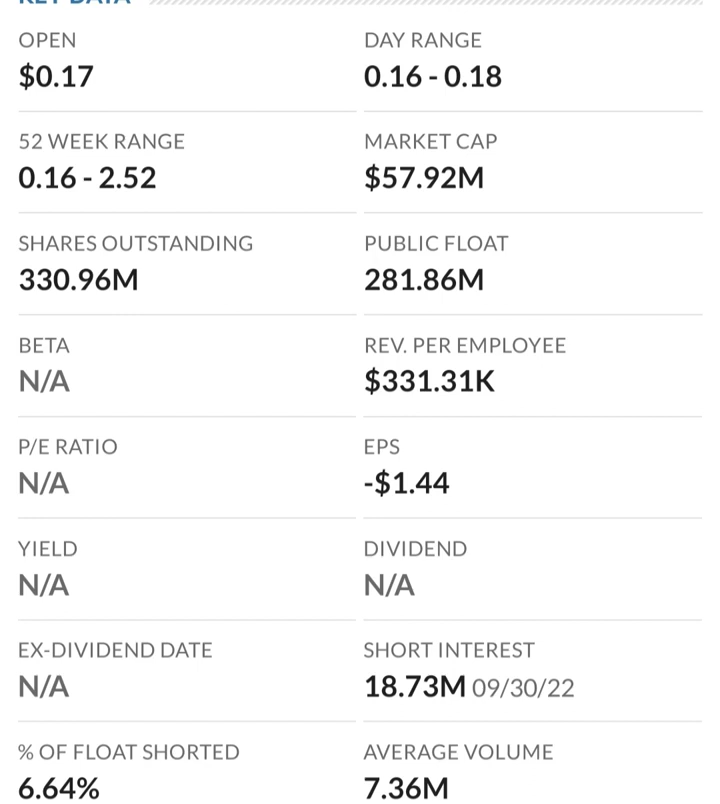 KEY DATA
OPEN
$0.17
DAY RANGE
0.16 - 0.18
52 WEEK RANGE
0.16 - 2.52
MARKET CAP
$57.92M
SHARES OUTSTANDING
330.96M
PUBLIC FLOAT
281.86M
BETA
N/A
REV. PER EMPLOYEE
$331.31K
P/E RATIO
N/A
EPS
-$1.44
YIELD
N/A
DIVIDEND
N/A
EX-DIVIDEND DATE
N/A
SHORT INTEREST
18.73M 09/30/22
% OF FLOAT SHORTED
6.64%
AVERAGE VOLUME
7.36M